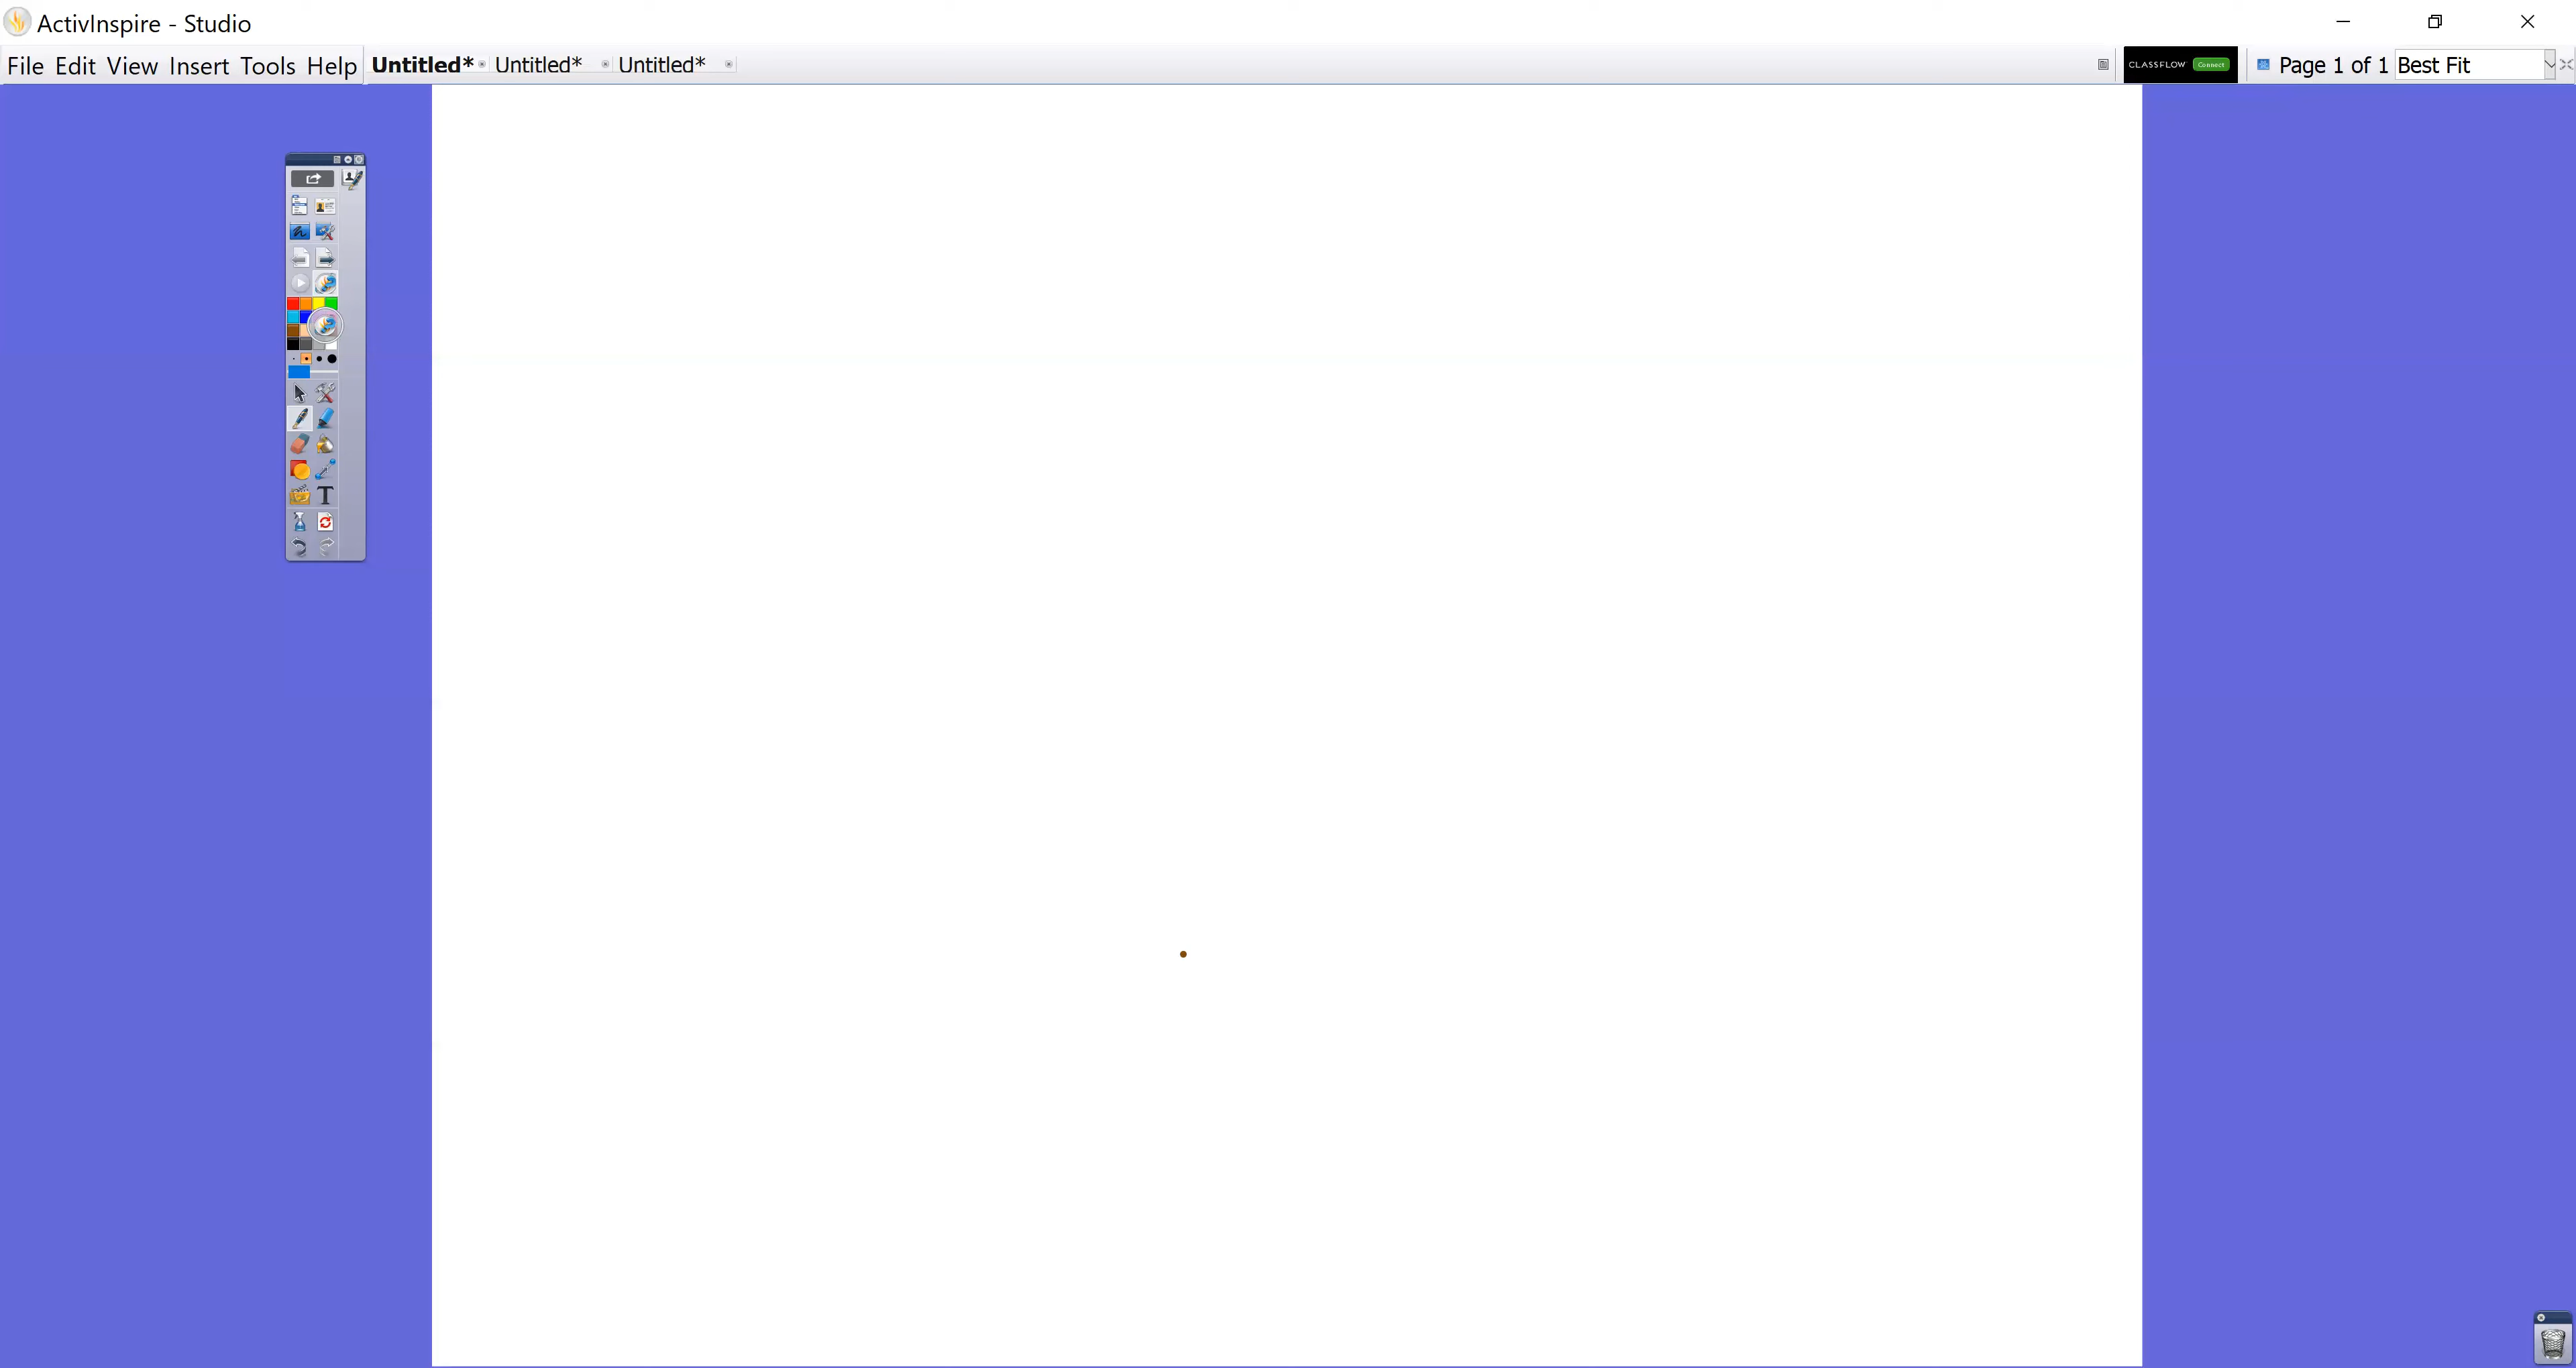 ActivInspire - Studio
File Edit View Insert Tools Help Untitled* Untitled* Untitled* CLASSFLOW Connect Page 1 of 1 Best Fit
T